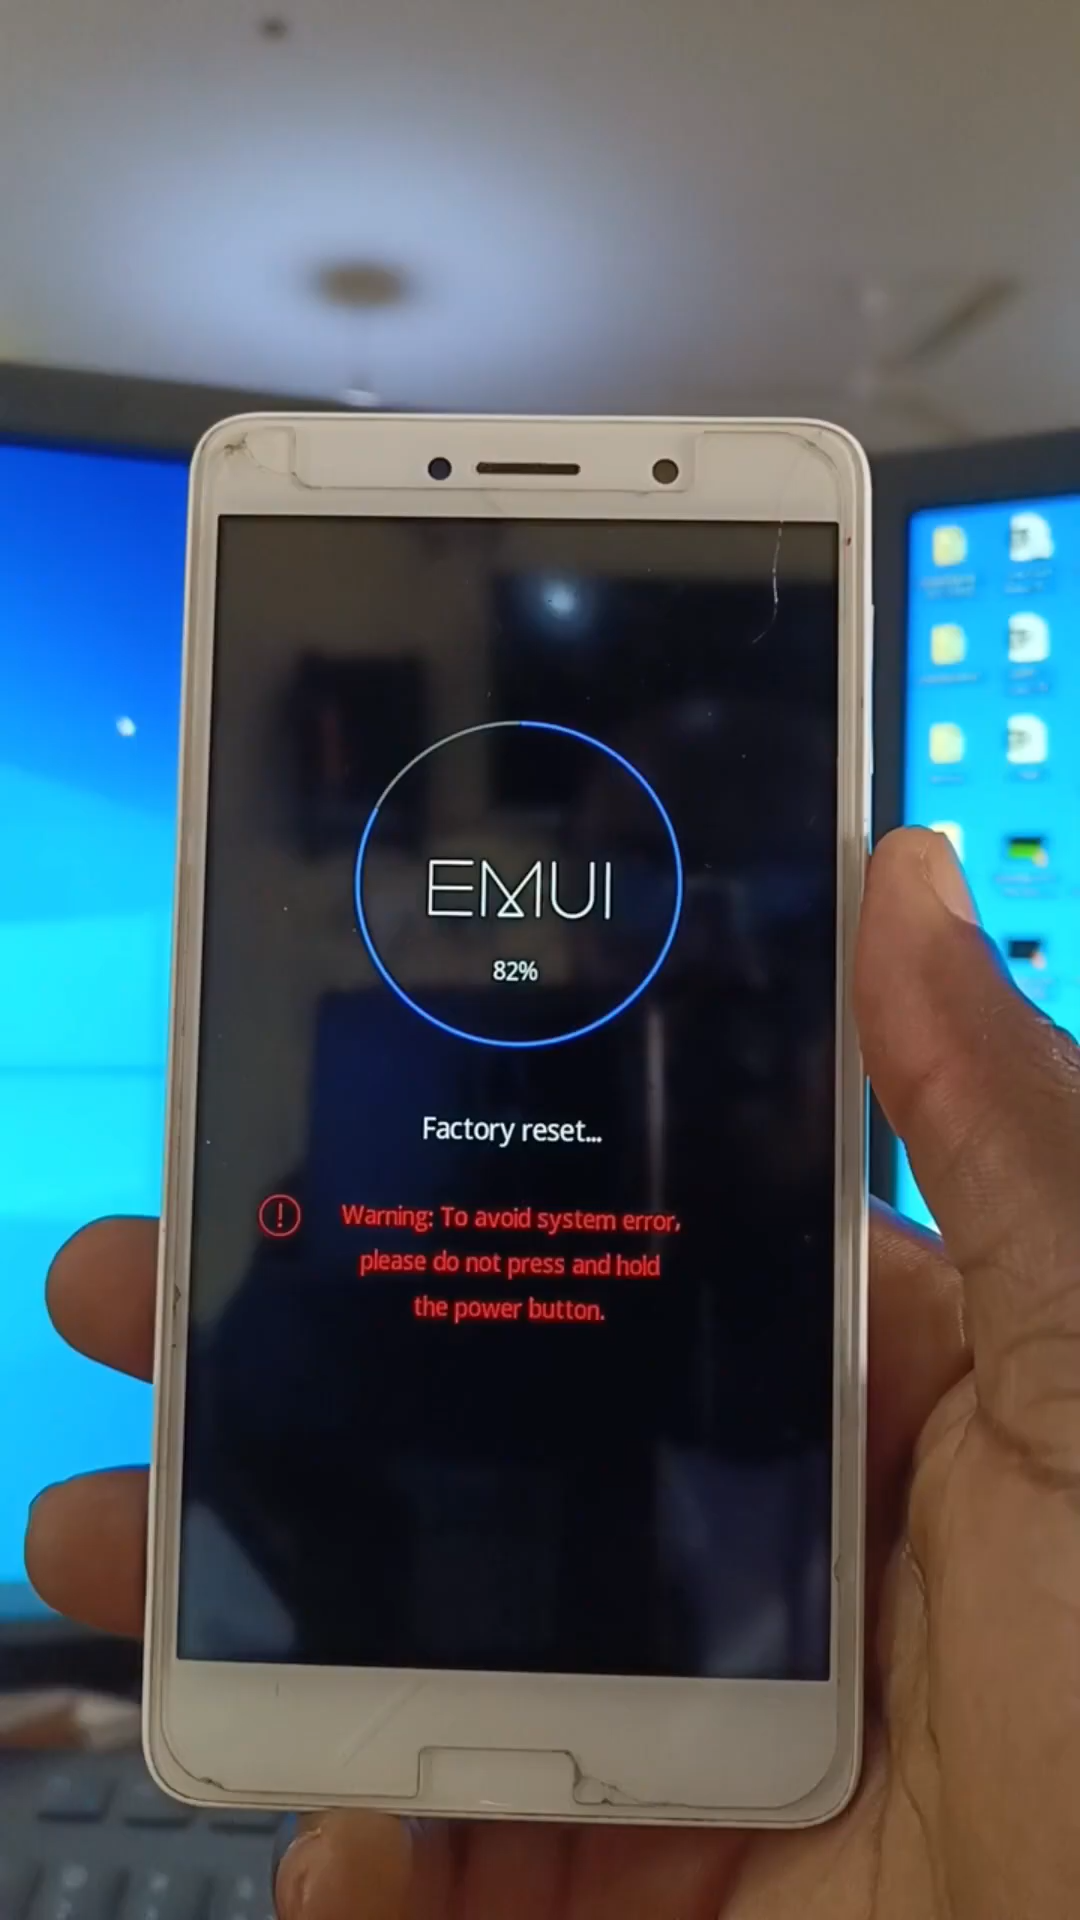 EMUI
82%
Factory reset...
Warning: To avoid system error,
please do not press and hold
the power button.